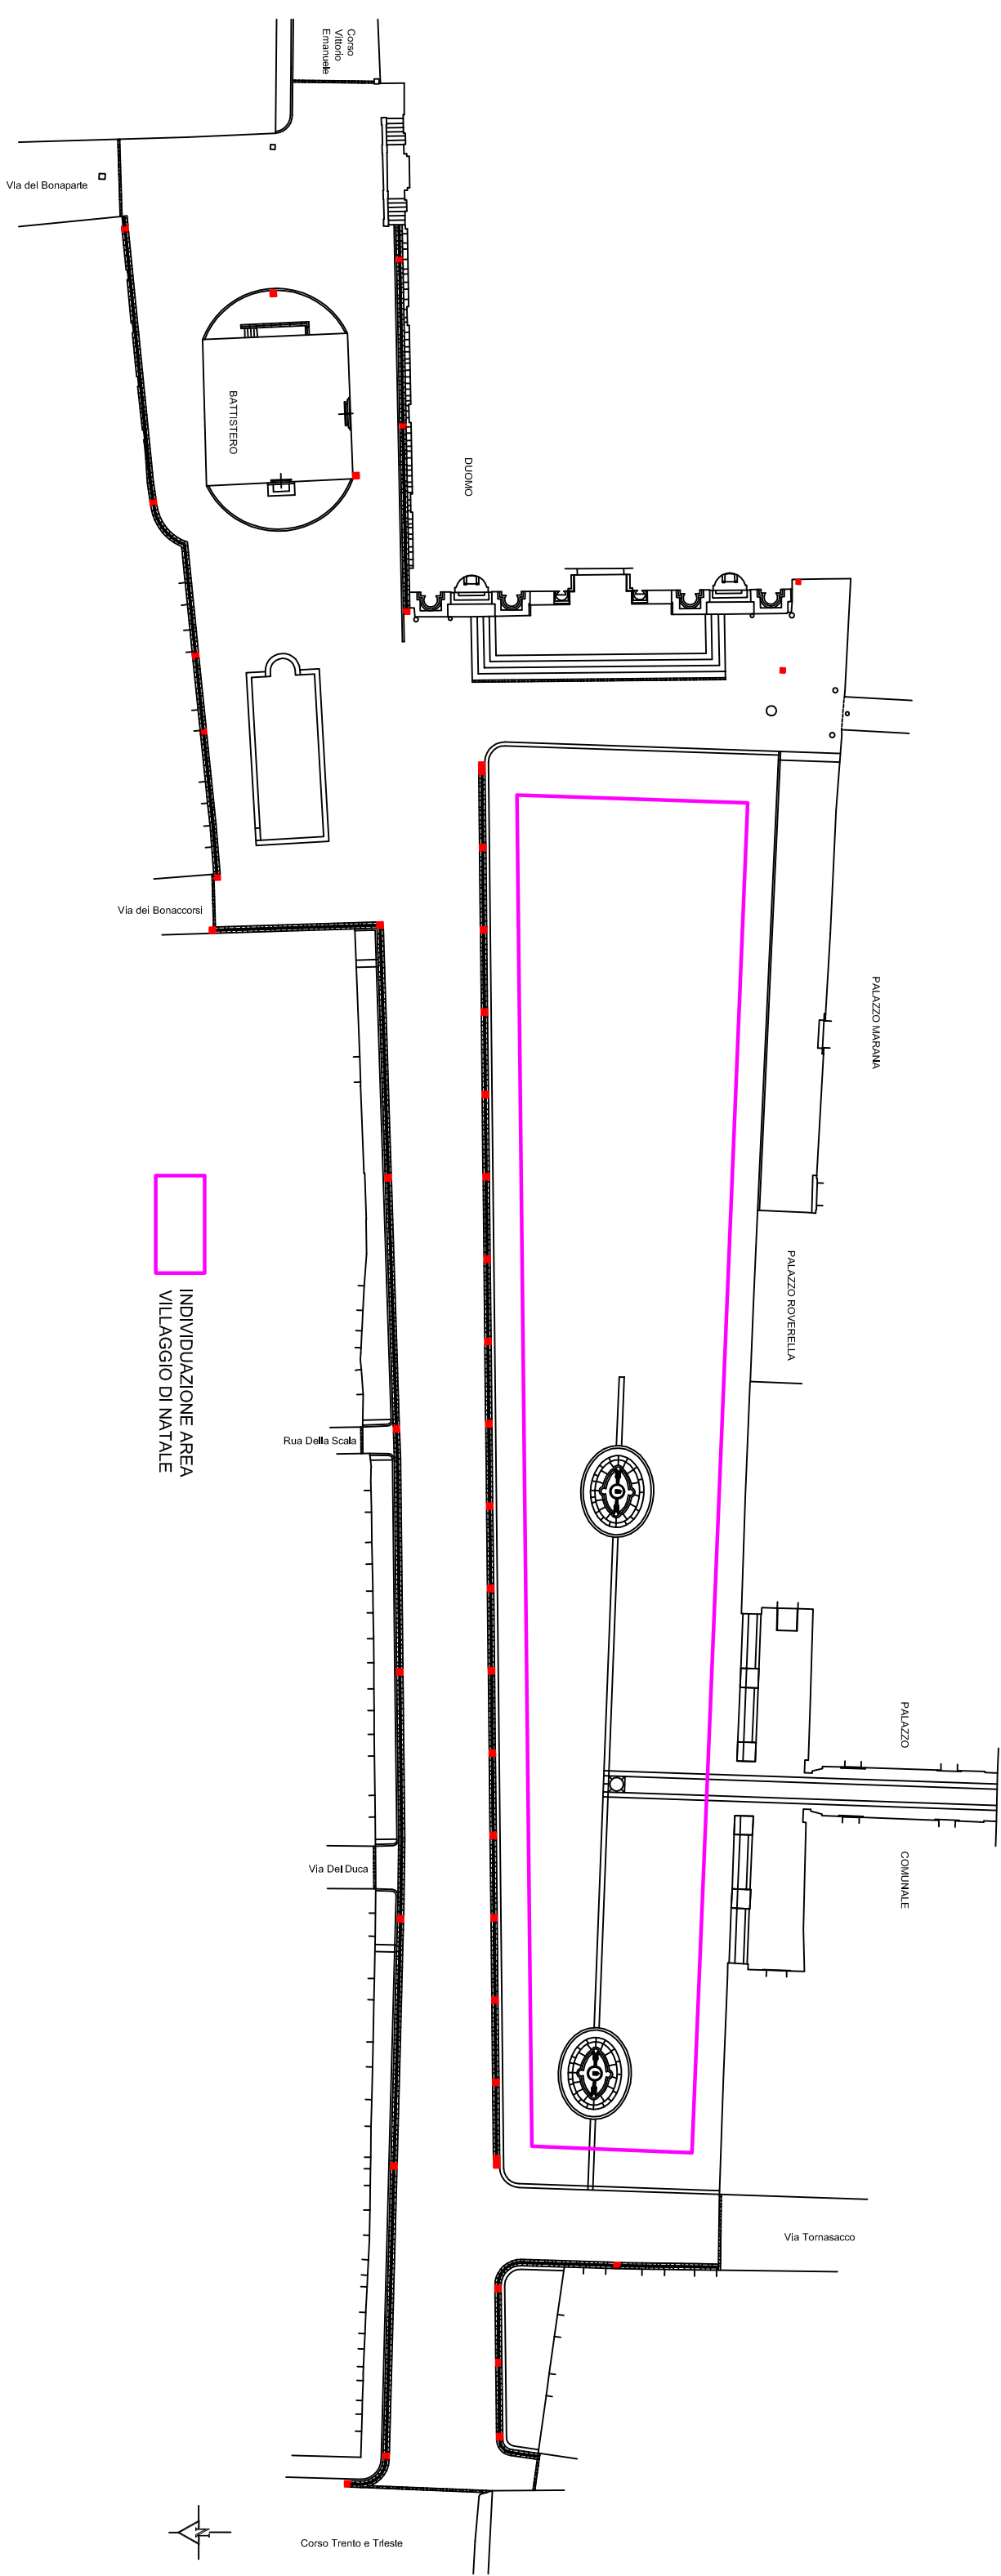 Corso
Vittorio
Emanuele
VIa del Bonaparte
BATTISTERO
DUOMO
Via dei Bonaccorsi
PALAZZO MARANA
PALAZZO ROVERELLA
INDIVIDUAZIONE AREA
VILLAGGIO DI NATALE
Rua Della Scala
PALAZZO
COMUNALE
Via Del Duca
Via Tornasacco
N
Corso Trento e TrIeste